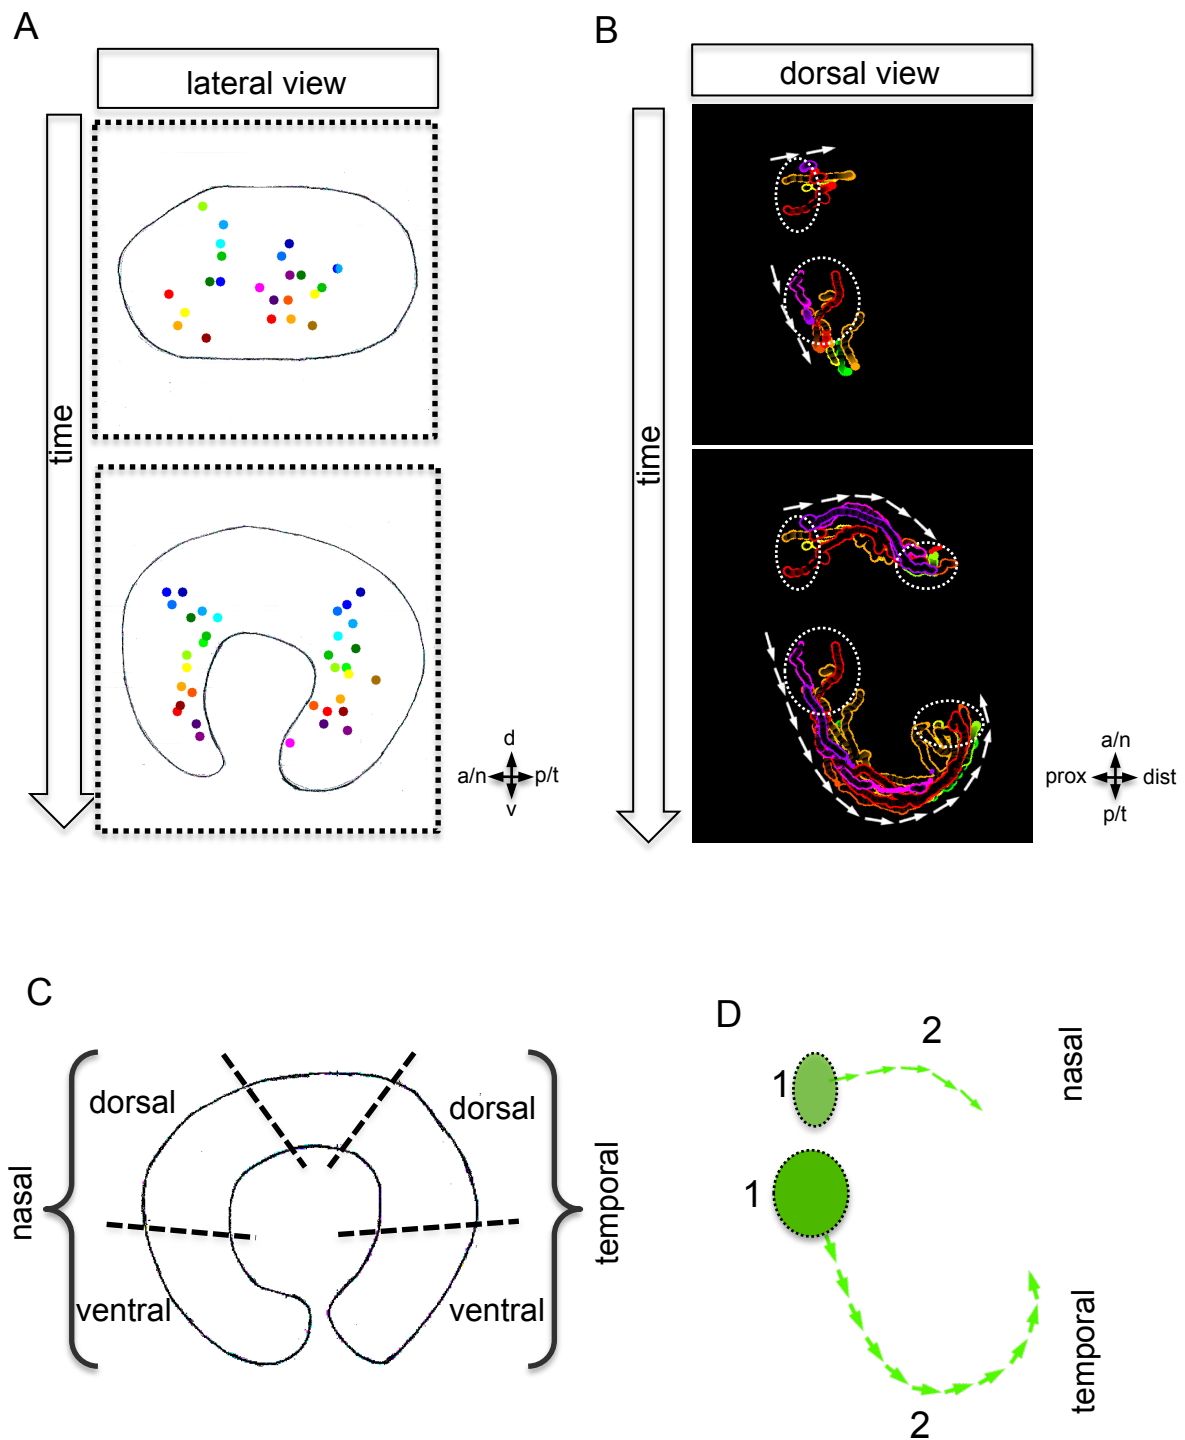 A
lateral view
time
d
a/n p/t
v
B
dorsal view
time
a/n
prox dist
p/t
C
nasal
dorsal
dorsal
ventral
ventral
temporal
D
1
2
nasal
1
2
temporal